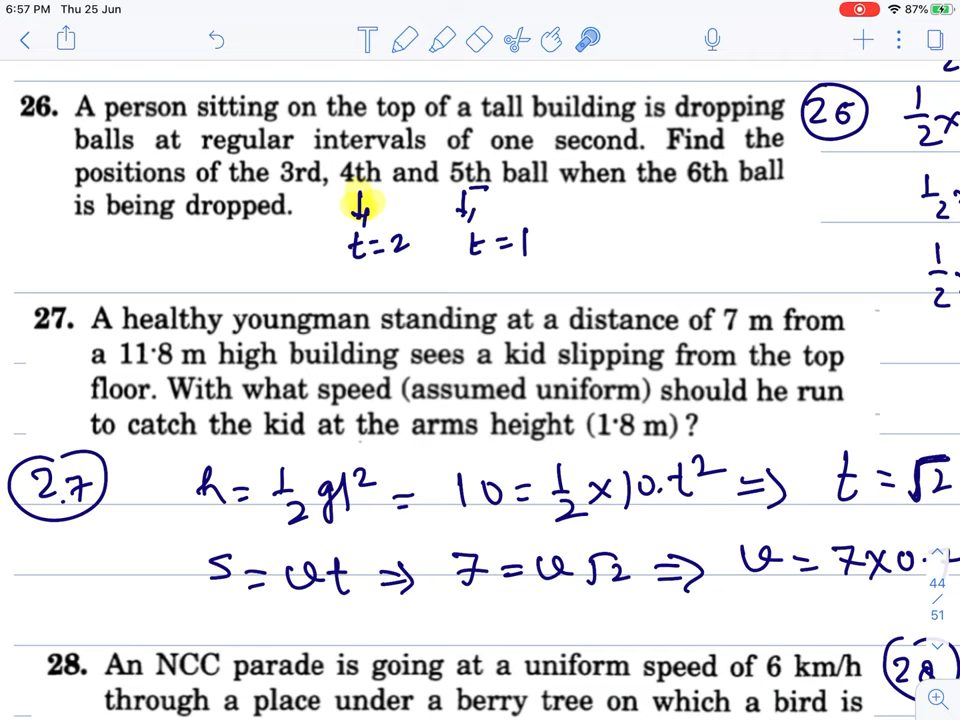 6:57 PM Thu 25 Jun 87%
26. A person sitting on the top of a tall building is dropping
balls at regular intervals of one second. Find the
positions of the 3rd, 4th and 5th ball when the 6th ball
is being dropped.
↓, ↓,
t=2 t=1
26 1/2 x
1/2
1/2
27. A healthy youngman standing at a distance of 7 m from
a 11·8 m high building sees a kid slipping from the top
floor. With what speed (assumed uniform) should he run
to catch the kid at the arms height (1·8 m) ?
2.7 h = 1/2 gt² = 10 = 1/2 x 10.t² ⇒ t = √2
s = vt ⇒ 7 = v √2 ⇒ v = 7 x 0.
44
/
51
28. An NCC parade is going at a uniform speed of 6 km/h 28
through a place under a berry tree on which a bird is